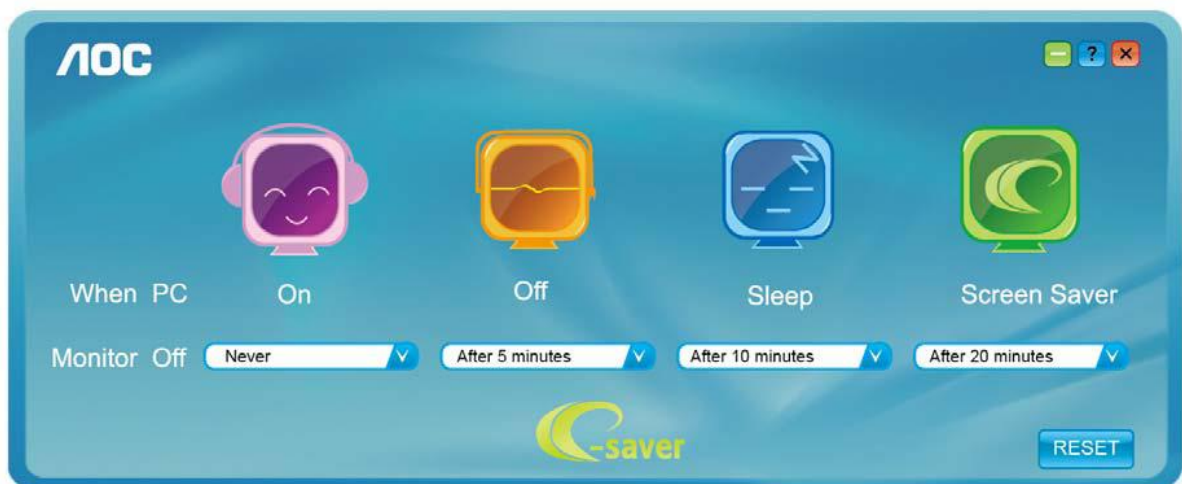 AOC
?
When PC On Off Sleep Screen Saver
Monitor Off Never After 5 minutes After 10 minutes After 20 minutes
e-saver
RESET